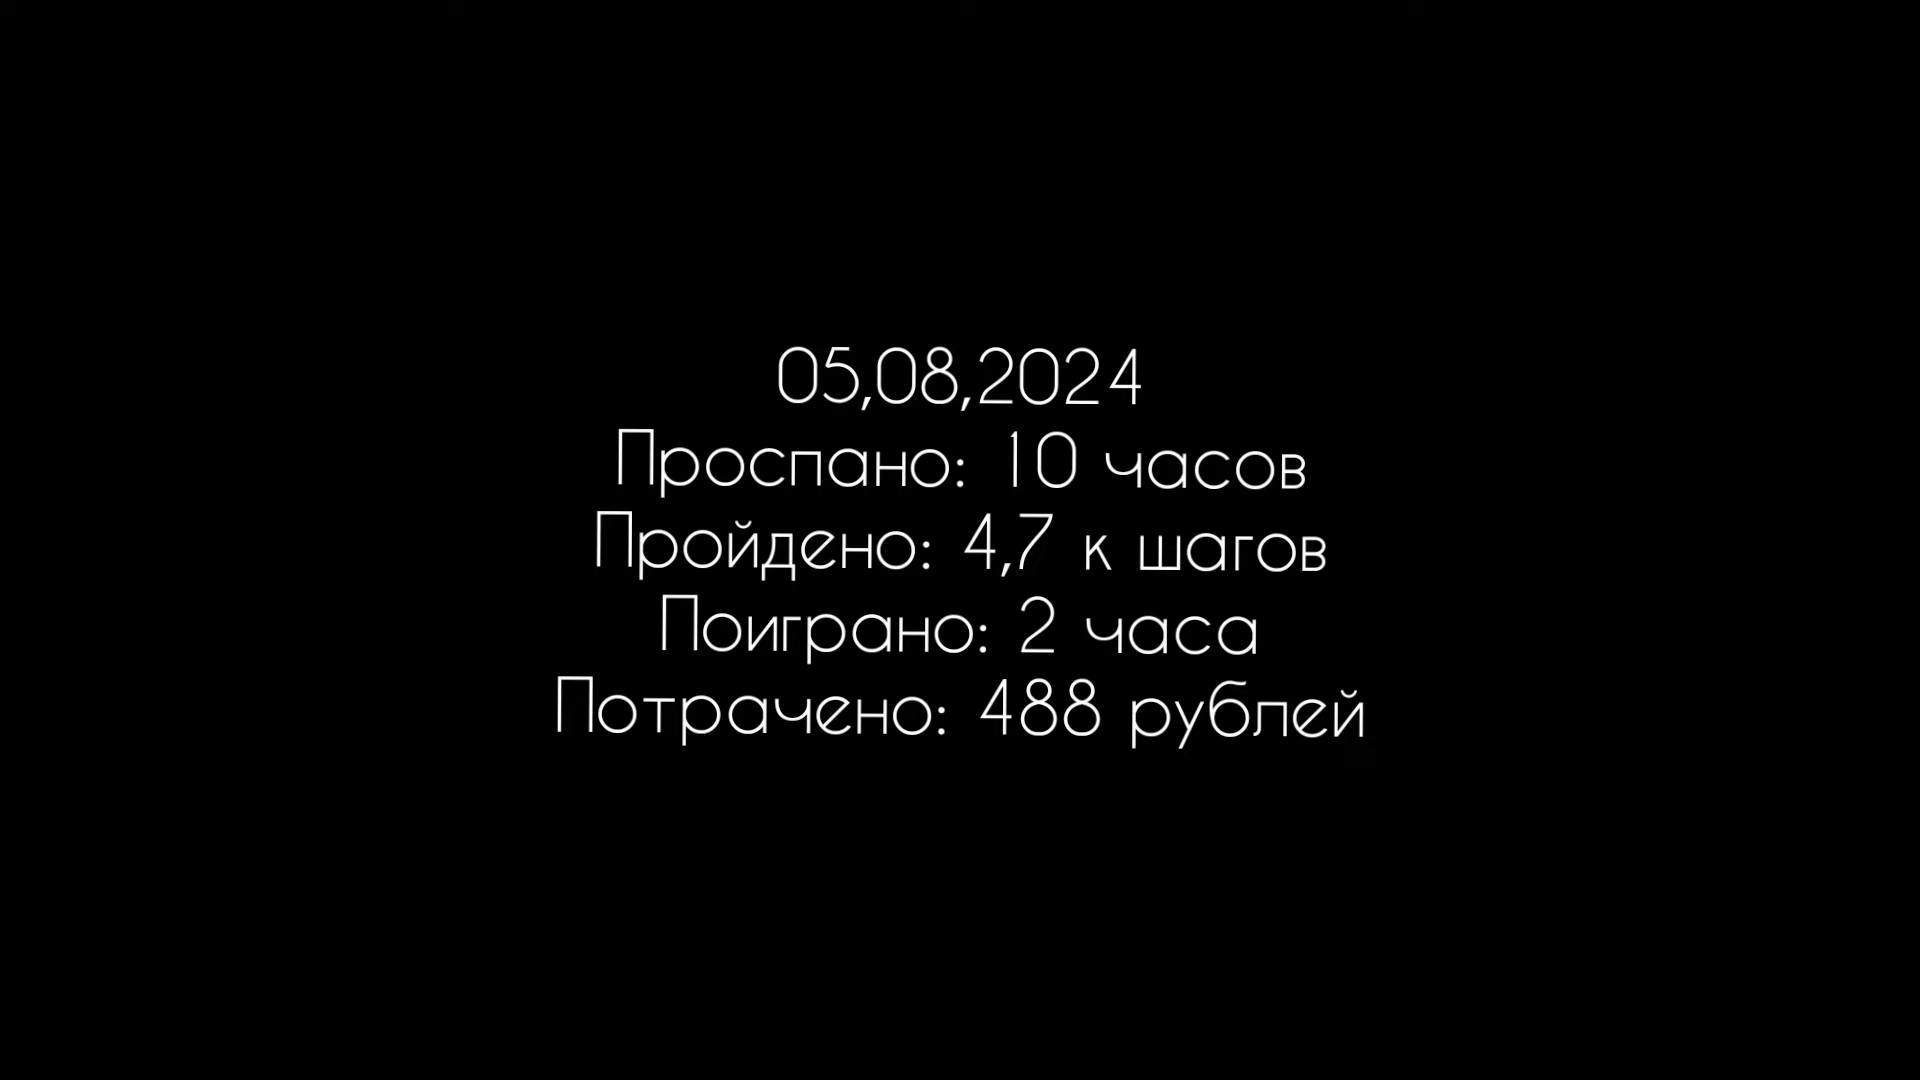 05,08,2024
Проспано: 10 часов
Пройдено: 4,7 к шагов
Поиграно: 2 часа
Потрачено: 488 рублей